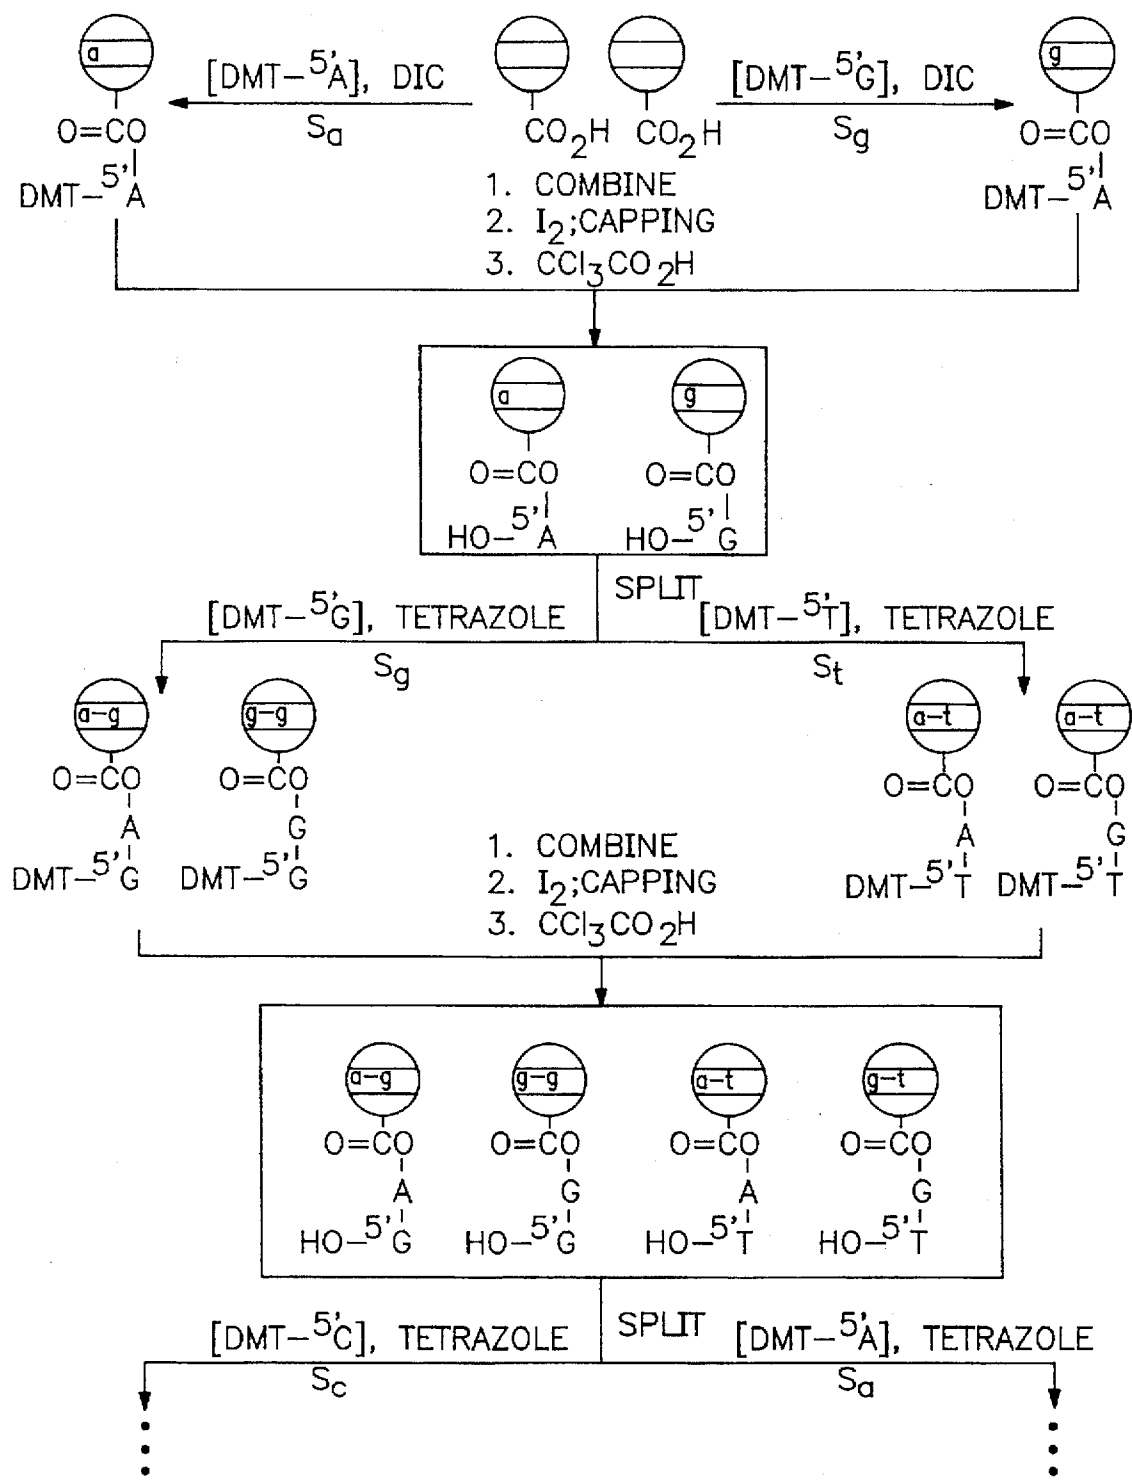 a
[DMT-5'A], DIC
Sa
CO2H
CO2H
[DMT-5'G], DIC
Sg
g
O=CO
DMT-5'A
O=CO
DMT-5'A
1. COMBINE
2. I2;CAPPING
3. CCl3CO2H
a
g
O=CO
O=CO
HO-5'A
HO-5'G
SPLIT
[DMT-5'G], TETRAZOLE
Sg
[DMT-5'T], TETRAZOLE
St
a-g
g-g
a-t
a-t
O=CO
O=CO
O=CO
O=CO
A
G
A
G
DMT-5'G
DMT-5'G
DMT-5'T
DMT-5'T
1. COMBINE
2. I2;CAPPING
3. CCl3CO2H
a-g
g-g
a-t
g-t
O=CO
O=CO
O=CO
O=CO
A
G
A
G
HO-5'G
HO-5'G
HO-5'T
HO-5'T
SPLIT
[DMT-5'C], TETRAZOLE
Sc
[DMT-5'A], TETRAZOLE
Sa